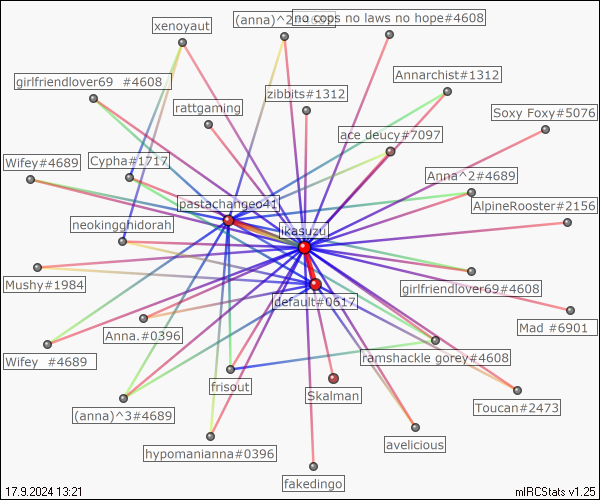 xenoyaut
(anna)^2#
no cops no laws no hope#4608
girlfriendlover69  #4608
Annarchist#1312
zibbits#1312
rattgaming
Soxy Foxy#5076
ace deucy#7097
Wifey#4689
Cypha#1717
Anna^2#4689
pastachangeo41
AlpineRooster#2156
neokingghidorah
ikasuzu
Mushy#1984
girlfriendlover69#4608
default#0617
Mad #6901
Anna.#0396
Wifey  #4689
ramshackle gorey#4608
frisout
Skalman
Toucan#2473
(anna)^3#4689
hypomanianna#0396
avelicious
fakedingo
17.9.2024 13:21
mIRCStats v1.25